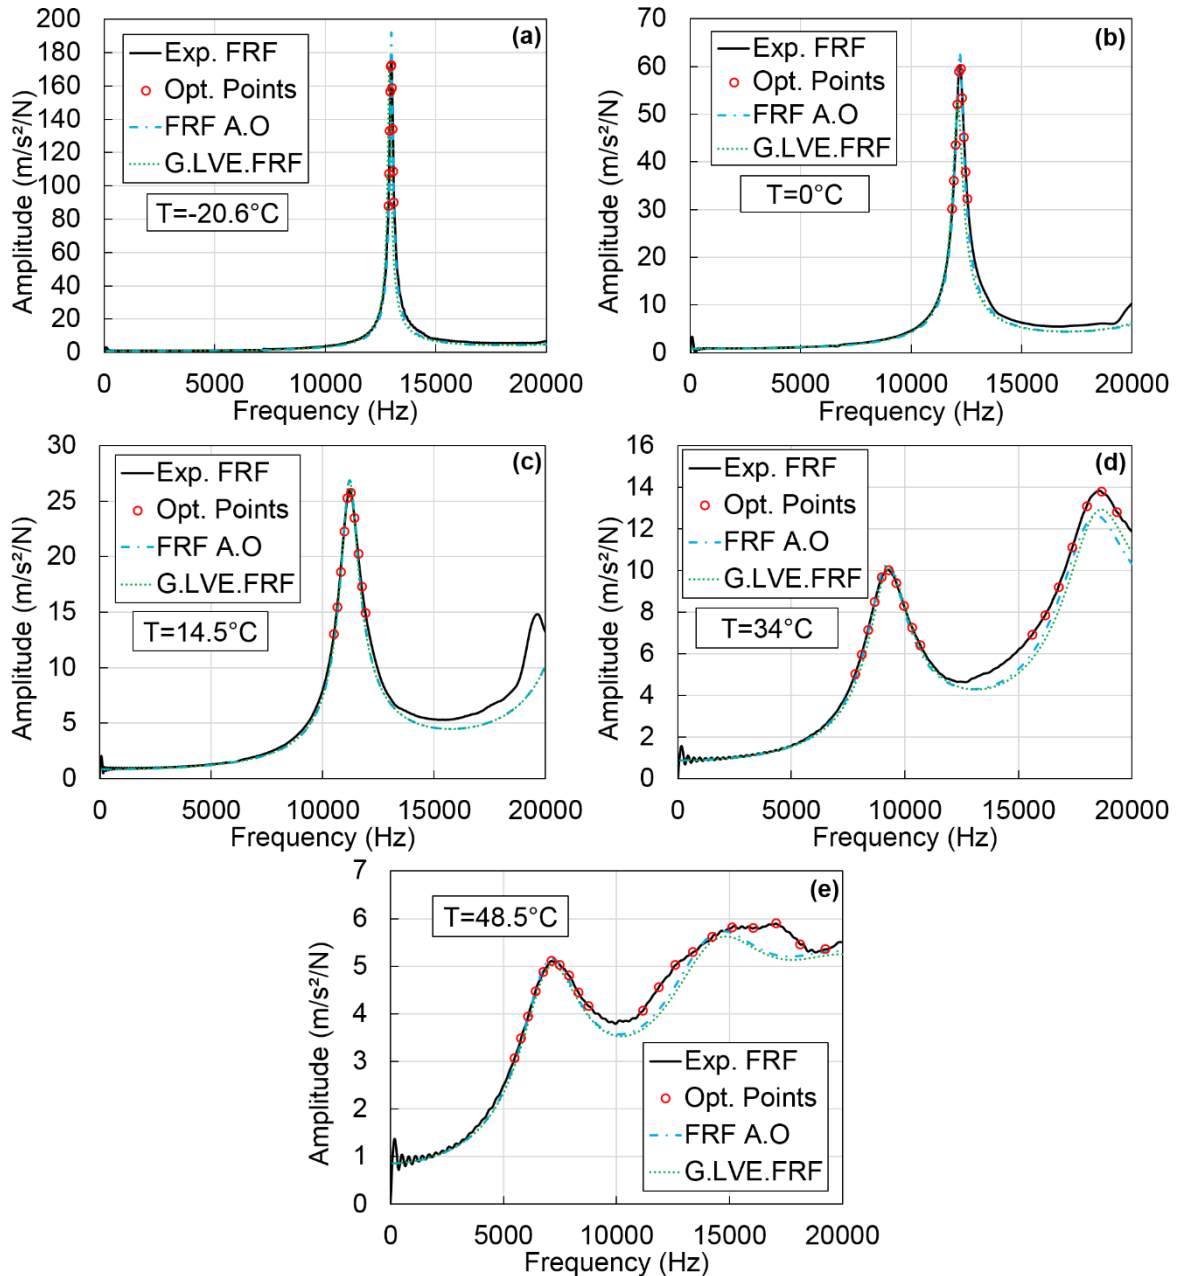 (a)
Amplitude (m/s²/N)
200
180
160
140
120
100
80
60
40
20
0
Exp. FRF
Opt. Points
FRF A.O
G.LVE.FRF
T=-20.6°C
0 5000 10000 15000 20000
Frequency (Hz)
(b)
Amplitude (m/s²/N)
70
60
50
40
30
20
10
0
Exp. FRF
Opt. Points
FRF A.O
G.LVE.FRF
T=0°C
0 5000 10000 15000 20000
Frequency (Hz)
(c)
Amplitude (m/s²/N)
30
25
20
15
10
5
0
Exp. FRF
Opt. Points
FRF A.O
G.LVE.FRF
T=14.5°C
0 5000 10000 15000 20000
Frequency (Hz)
(d)
Amplitude (m/s²/N)
16
14
12
10
8
6
4
2
0
Exp. FRF
Opt. Points
FRF A.O
G.LVE.FRF
T=34°C
0 5000 10000 15000 20000
Frequency (Hz)
(e)
Amplitude (m/s²/N)
7
6
5
4
3
2
1
0
T=48.5°C
Exp. FRF
Opt. Points
FRF A.O
G.LVE.FRF
0 5000 10000 15000 20000
Frequency (Hz)